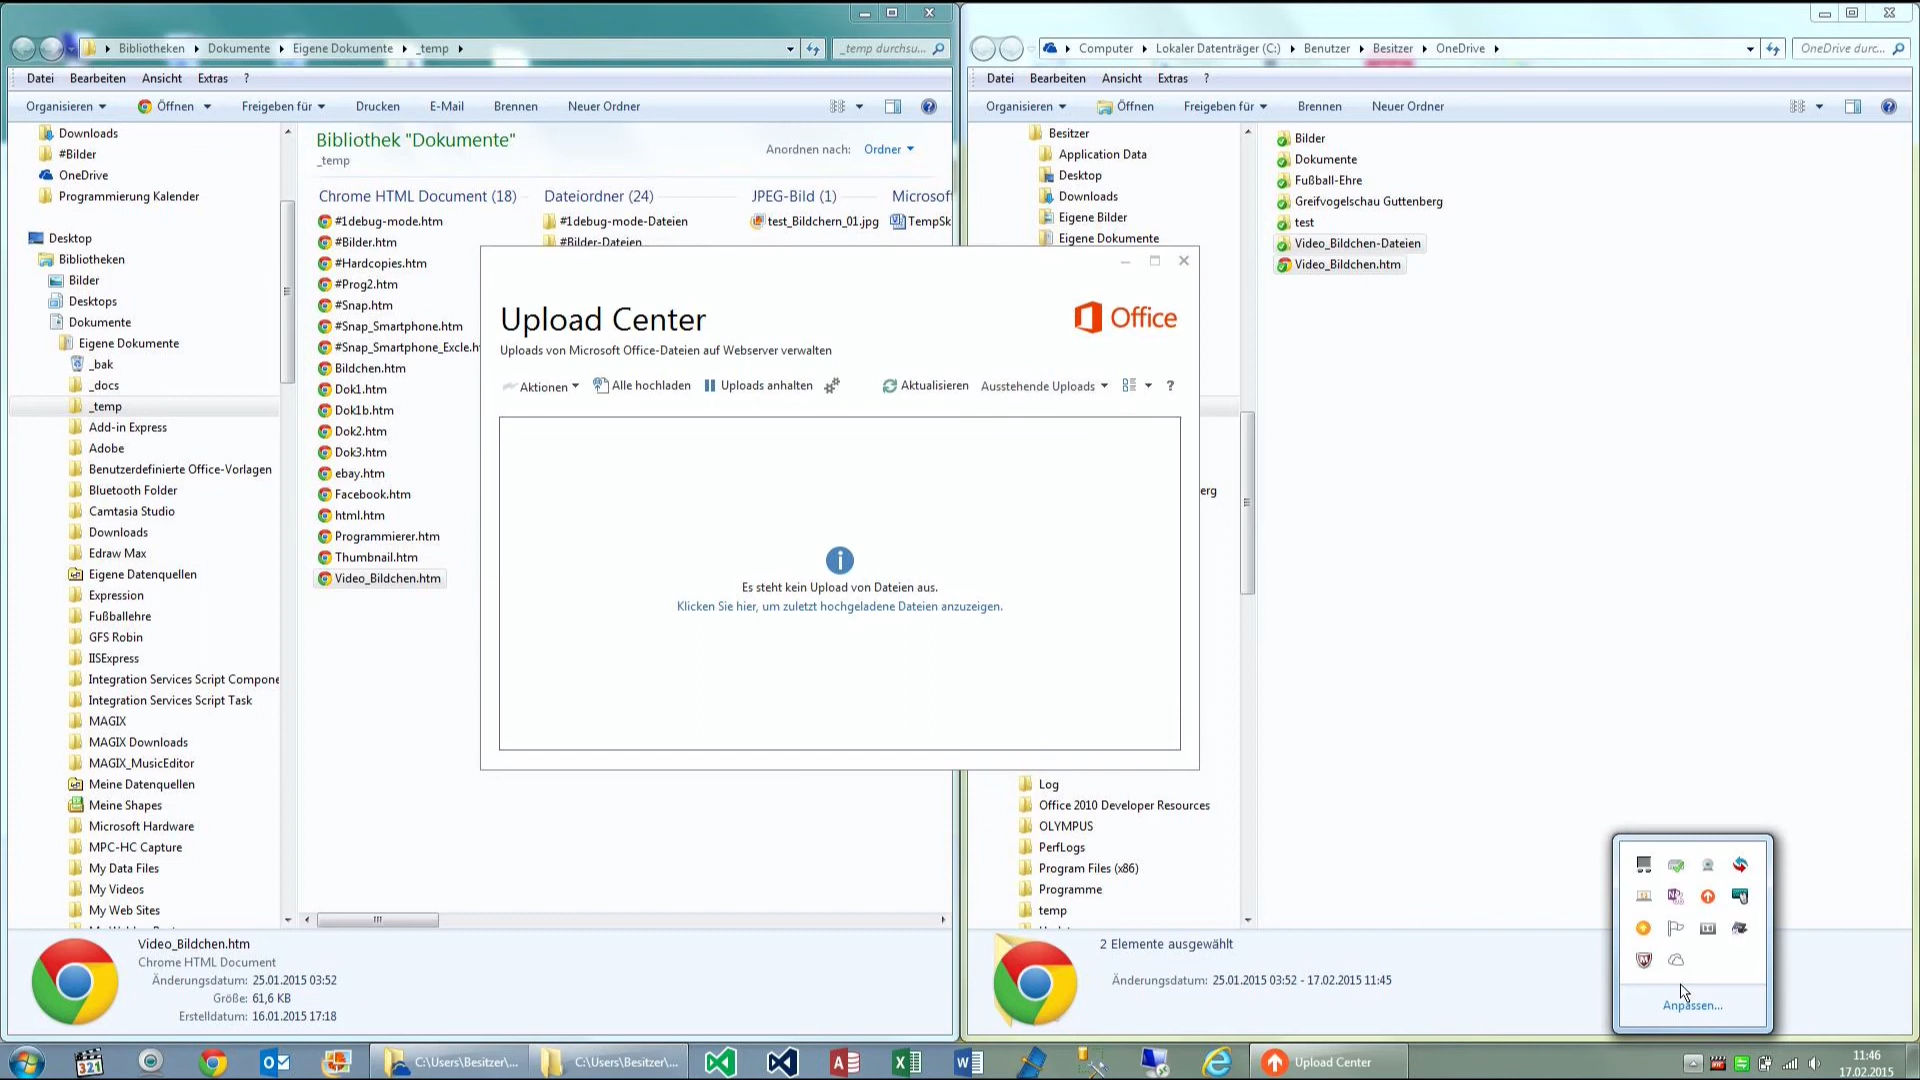 Bibliotheken Dokumente Eigene Dokumente _temp
_temp durchsu...
Datei Bearbeiten Ansicht Extras ?
Organisieren Öffnen Freigeben für Drucken E-Mail Brennen Neuer Ordner
Downloads
#Bilder
OneDrive
Programmierung Kalender
Desktop
Bibliotheken
Bilder
Desktops
Dokumente
Eigene Dokumente
_bak
_docs
_temp
Add-in Express
Adobe
Benutzerdefinierte Office-Vorlagen
Bluetooth Folder
Camtasia Studio
Downloads
Edraw Max
Eigene Datenquellen
Expression
Fußballehre
GFS Robin
IISExpress
Integration Services Script Compone
Integration Services Script Task
MAGIX
MAGIX Downloads
MAGIX_MusicEditor
Meine Datenquellen
Meine Shapes
Microsoft Hardware
MPC-HC Capture
My Data Files
My Videos
My Web Sites
Bibliothek "Dokumente"
_temp
Anordnen nach: Ordner
Chrome HTML Document (18)
#1debug-mode.htm
#Bilder.htm
#Hardcopies.htm
#Prog2.htm
#Snap.htm
#Snap_Smartphone.htm
#Snap_Smartphone_Excle.h
Bildchen.htm
Dok1.htm
Dok1b.htm
Dok2.htm
Dok3.htm
ebay.htm
Facebook.htm
html.htm
Programmierer.htm
Thumbnail.htm
Video_Bildchen.htm
Dateiordner (24)
#1debug-mode-Dateien
#Bilder-Dateien
JPEG-Bild (1)
test_Bildchern_01.jpg
Microsof
TempSk
Video_Bildchen.htm
Chrome HTML Document
Änderungsdatum: 25.01.2015 03:52
Größe: 61,6 KB
Erstelldatum: 16.01.2015 17:18
Computer Lokaler Datenträger (C:) Benutzer Besitzer OneDrive
OneDrive durc...
Datei Bearbeiten Ansicht Extras ?
Organisieren Öffnen Freigeben für Brennen Neuer Ordner
Besitzer
Application Data
Desktop
Downloads
Eigene Bilder
Eigene Dokumente
erg
Log
Office 2010 Developer Resources
OLYMPUS
PerfLogs
Program Files (x86)
Programme
temp
Bilder
Dokumente
Fußball-Ehre
Greifvogelschau Guttenberg
test
Video_Bildchen-Dateien
Video_Bildchen.htm
2 Elemente ausgewählt
Änderungsdatum: 25.01.2015 03:52 - 17.02.2015 11:45
Upload Center
Office
Uploads von Microsoft Office-Dateien auf Webserver verwalten
Aktionen Alle hochladen Uploads anhalten Aktualisieren Ausstehende Uploads ?
Es steht kein Upload von Dateien aus.
Klicken Sie hier, um zuletzt hochgeladene Dateien anzuzeigen.
Anpassen...
321
C:\Users\Besitzer\...
C:\Users\Besitzer\...
Upload Center
11:46
17.02.2015